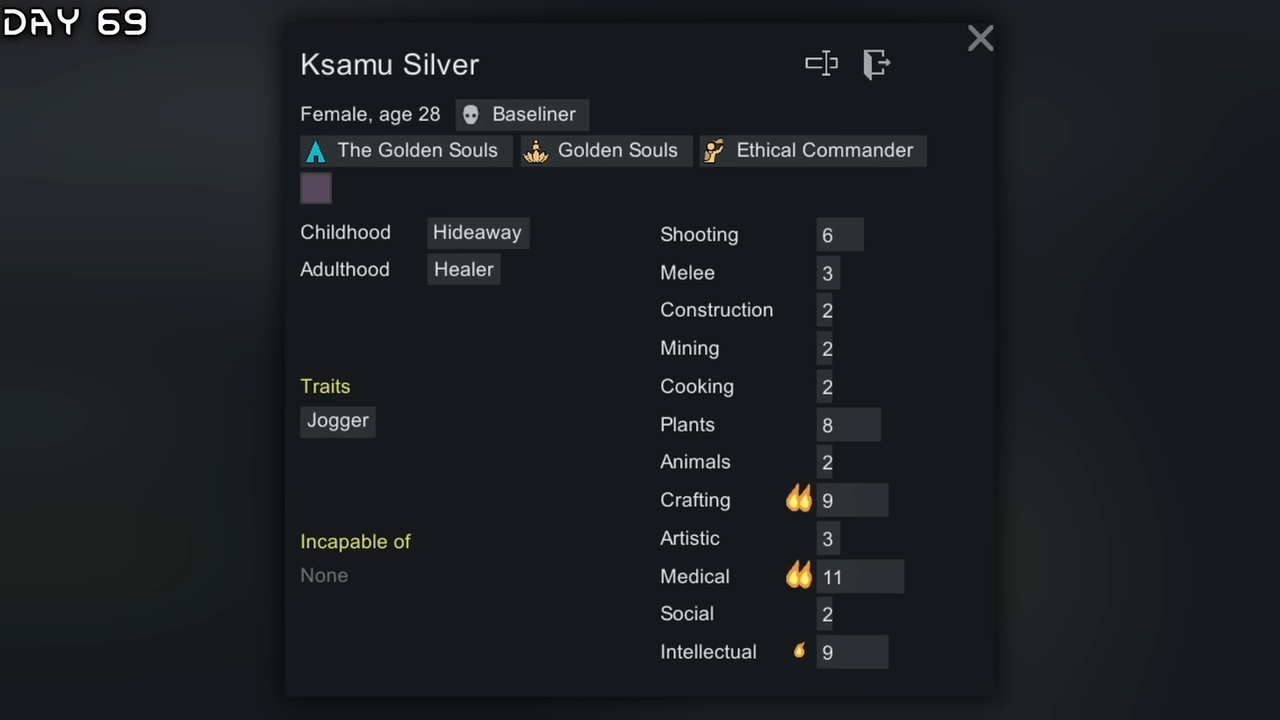 DAY 69
Ksamu Silver
Female, age 28 Baseliner
The Golden Souls Golden Souls Ethical Commander
Childhood Hideaway
Adulthood Healer
Traits
Jogger
Incapable of
None
Shooting 6
Melee 3
Construction 2
Mining 2
Cooking 2
Plants 8
Animals 2
Crafting 9
Artistic 3
Medical 11
Social 2
Intellectual 9